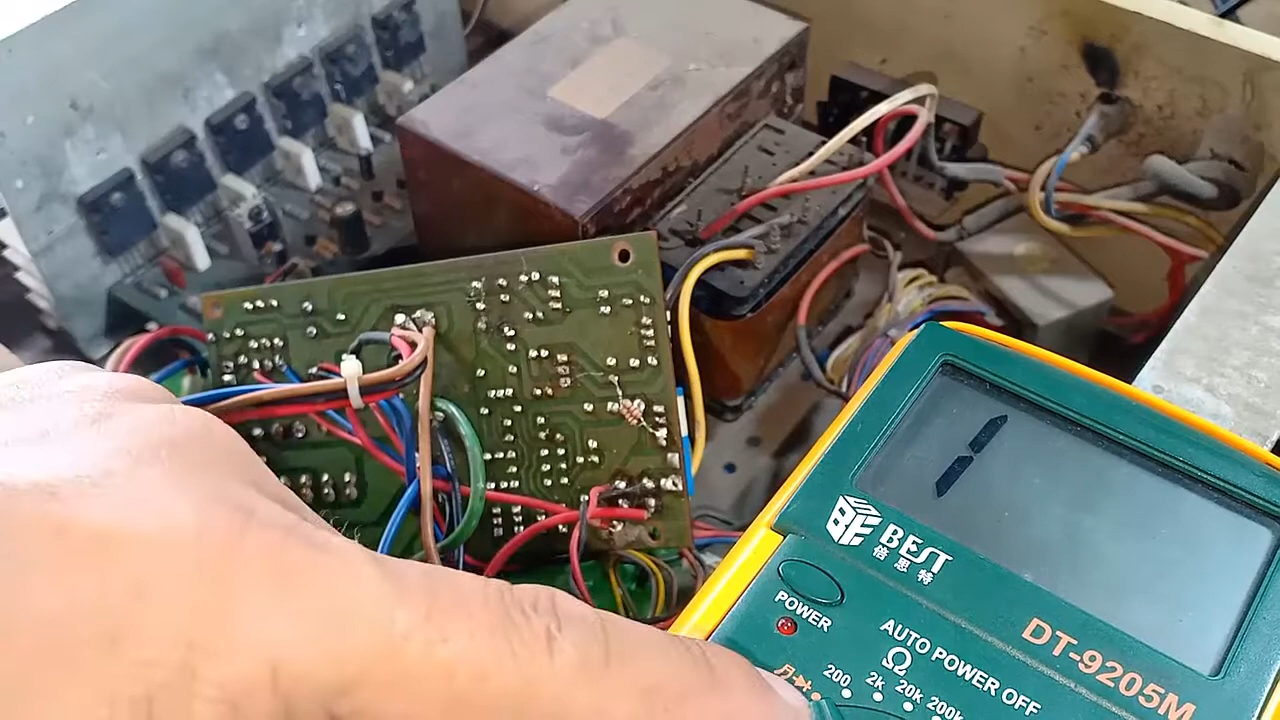 1
BEST
倍思特
POWER
DT-9205M
AUTO POWER OFF
Ω
200
2k
20k
200k